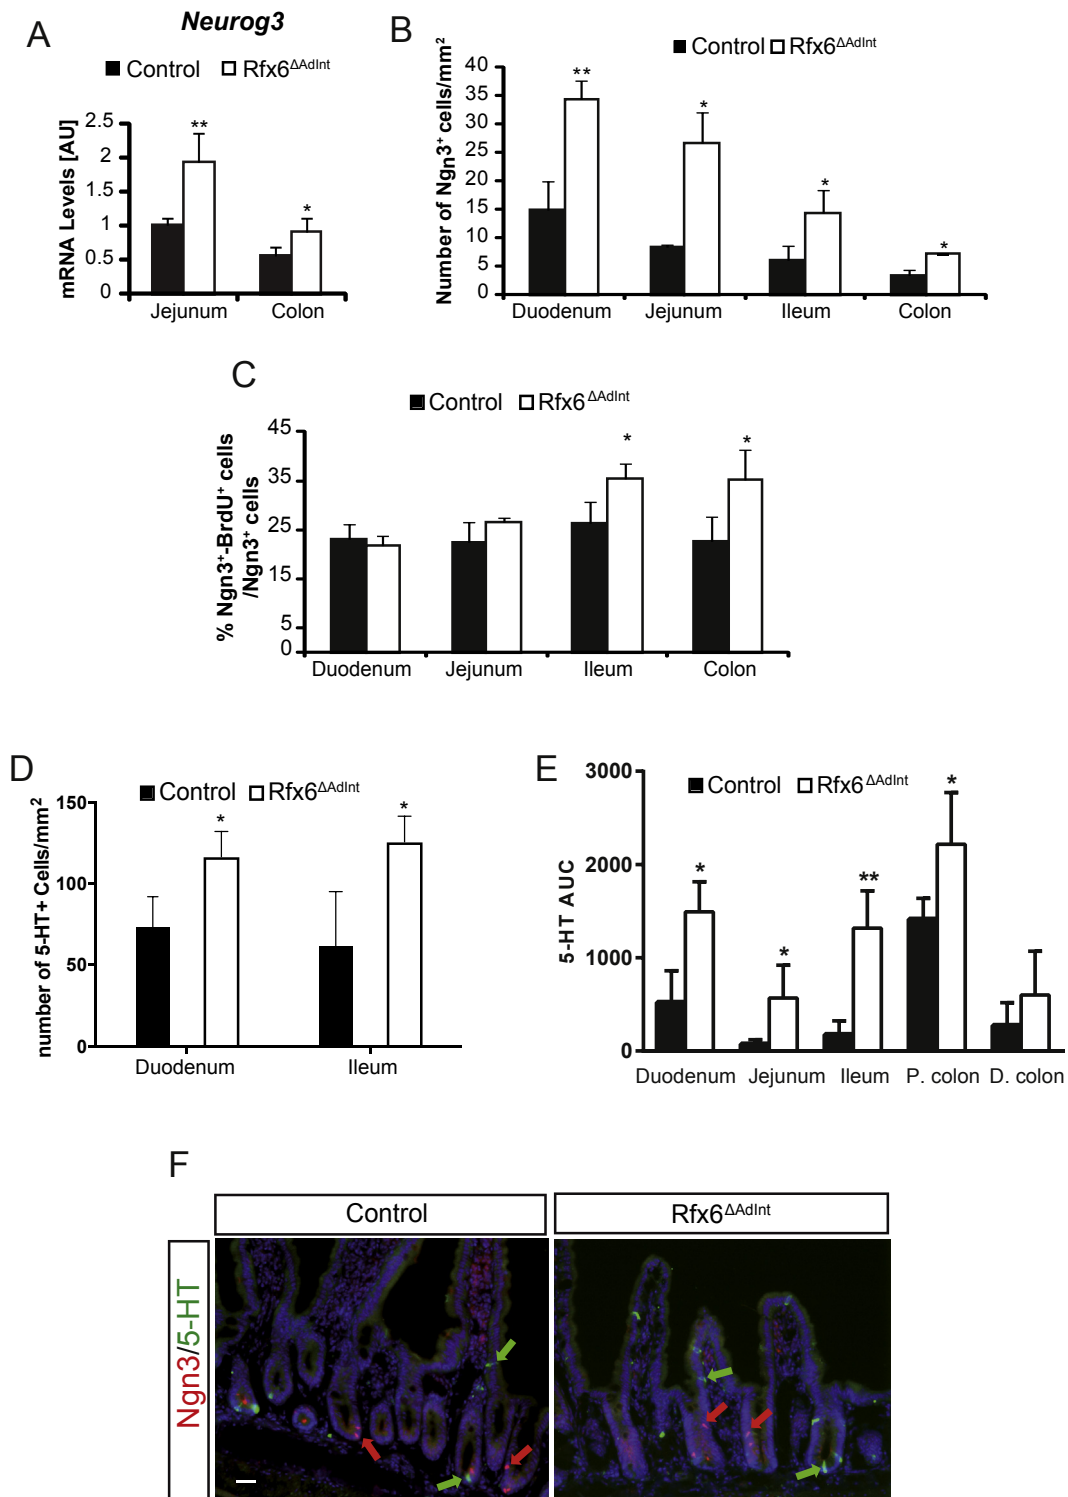 A
Neurog3
Control Rfx6ΔAdInt
mRNA Levels [AU]
2.5
2
1.5
1
0.5
0
** *
Jejunum Colon
B
Control Rfx6ΔAdInt
Number of Ngn3+ cells/mm2
40
35
30
25
20
15
10
5
0
** * * *
Duodenum Jejunum Ileum Colon
C
Control Rfx6ΔAdInt
% Ngn3+-BrdU+ cells
/Ngn3+ cells
45
35
25
15
5
0
* *
Duodenum Jejunum Ileum Colon
D
Control Rfx6ΔAdInt
number of 5-HT+ Cells/mm2
150
100
50
0
* *
Duodenum Ileum
E
Control Rfx6ΔAdInt
5-HT AUC
3000
2000
1000
0
* * ** *
Duodenum Jejunum Ileum P. colon D. colon
F
Control Rfx6ΔAdInt
Ngn3/5-HT